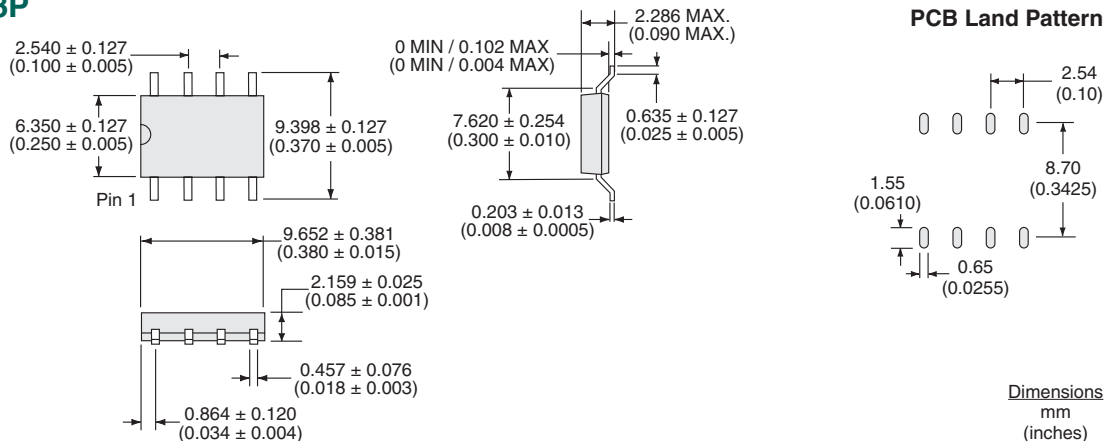 2.540 ± 0.127
(0.100 ± 0.005)
6.350 ± 0.127
(0.250 ± 0.005)
9.398 ± 0.127
(0.370 ± 0.005)
Pin 1
9.652 ± 0.381
(0.380 ± 0.015)
2.159 ± 0.025
(0.085 ± 0.001)
0.457 ± 0.076
(0.018 ± 0.003)
0.864 ± 0.120
(0.034 ± 0.004)
2.286 MAX.
(0.090 MAX.)
0 MIN / 0.102 MAX
(0 MIN / 0.004 MAX)
7.620 ± 0.254
(0.300 ± 0.010)
0.635 ± 0.127
(0.025 ± 0.005)
0.203 ± 0.013
(0.008 ± 0.0005)
PCB Land Pattern
2.54
(0.10)
8.70
(0.3425)
1.55
(0.0610)
0.65
(0.0255)
Dimensions
mm
(inches)